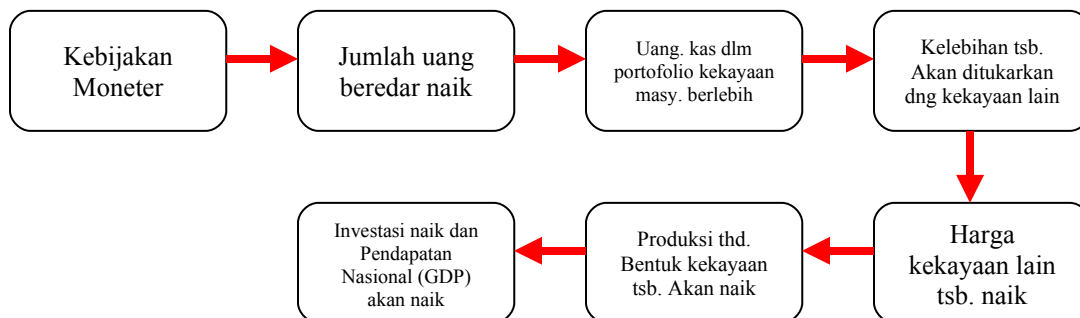 Kebijakan
Moneter
Jumlah uang
beredar naik
Uang. kas dlm
portofolio kekayaan
masy. berlebih
Kelebihan tsb.
Akan ditukarkan
dng kekayaan lain
Harga
kekayaan lain
tsb. naik
Produksi thd.
Bentuk kekayaan
tsb. Akan naik
Investasi naik dan
Pendapatan
Nasional (GDP)
akan naik